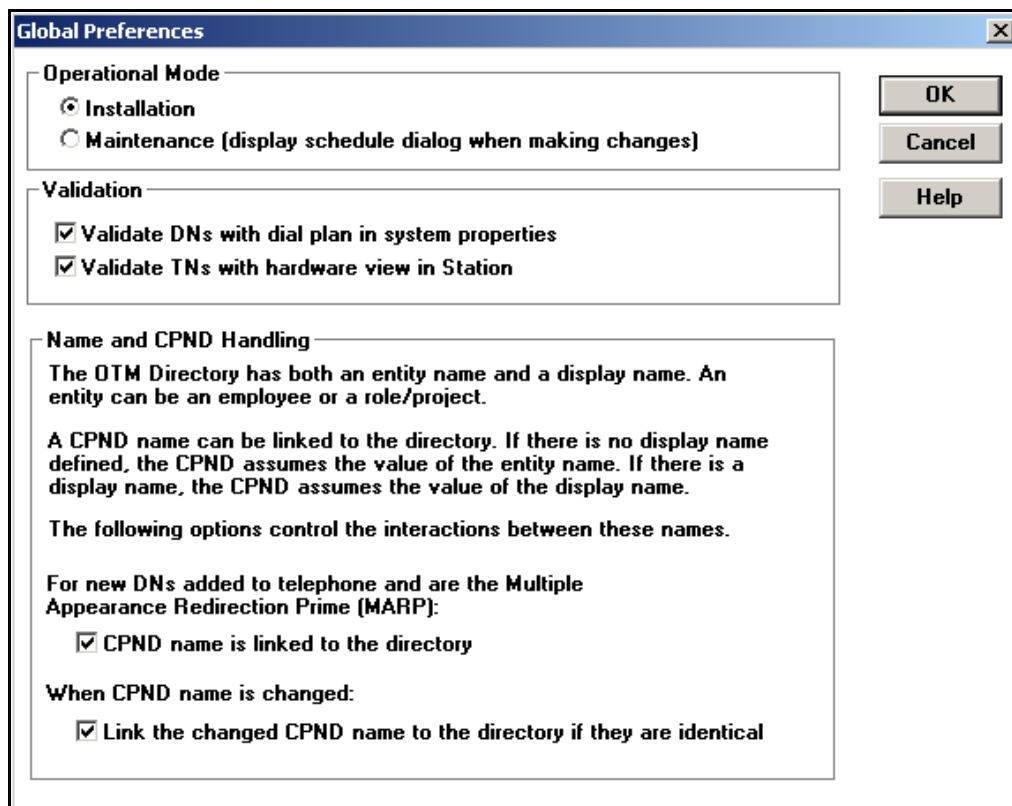 Global Preferences
Operational Mode
Installation
Maintenance (display schedule dialog when making changes)
OK
Cancel
Help
Validation
Validate DNs with dial plan in system properties
Validate TNs with hardware view in Station
Name and CPND Handling
The OTM Directory has both an entity name and a display name. An
entity can be an employee or a role/project.
A CPND name can be linked to the directory. If there is no display name
defined, the CPND assumes the value of the entity name. If there is a
display name, the CPND assumes the value of the display name.
The following options control the interactions between these names.
For new DNs added to telephone and are the Multiple
Appearance Redirection Prime (MARP):
CPND name is linked to the directory
When CPND name is changed:
Link the changed CPND name to the directory if they are identical